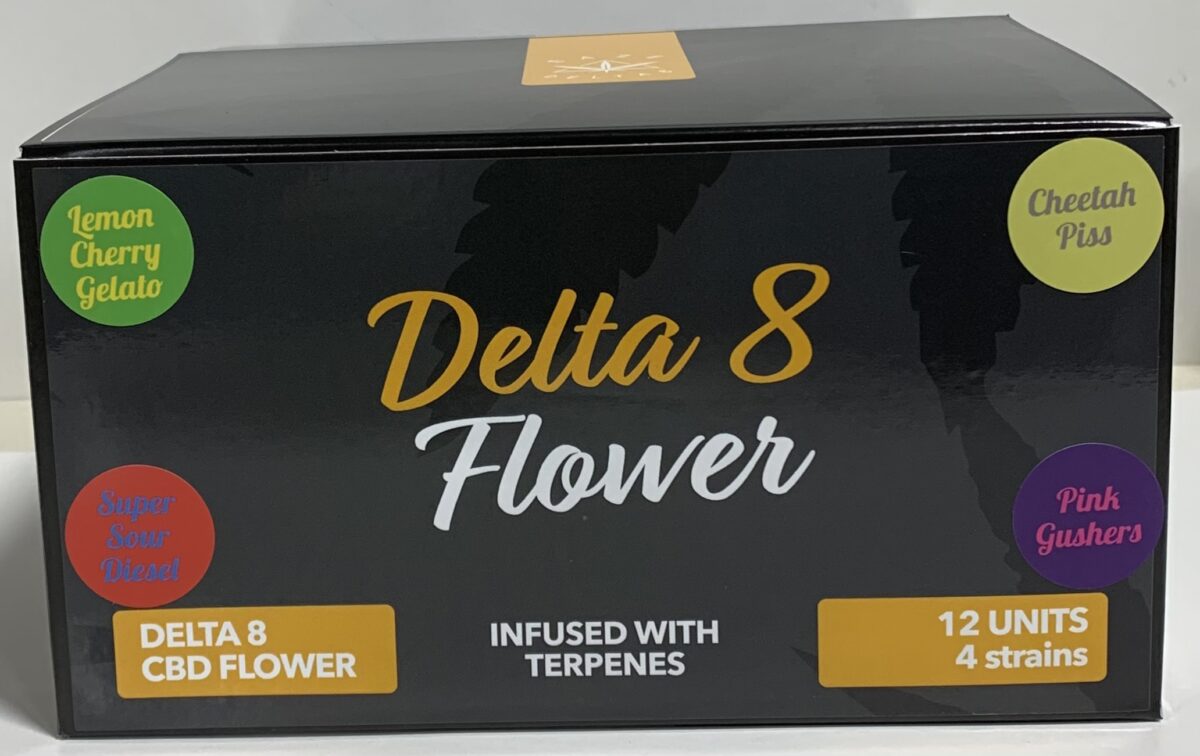 DELTA8
Lemon
Cherry
Gelato
Cheetah
Piss
Delta 8
Flower
Super
Sour
Diesel
Pink
Gushers
DELTA 8
CBD FLOWER
INFUSED WITH
TERPENES
12 UNITS
4 strains